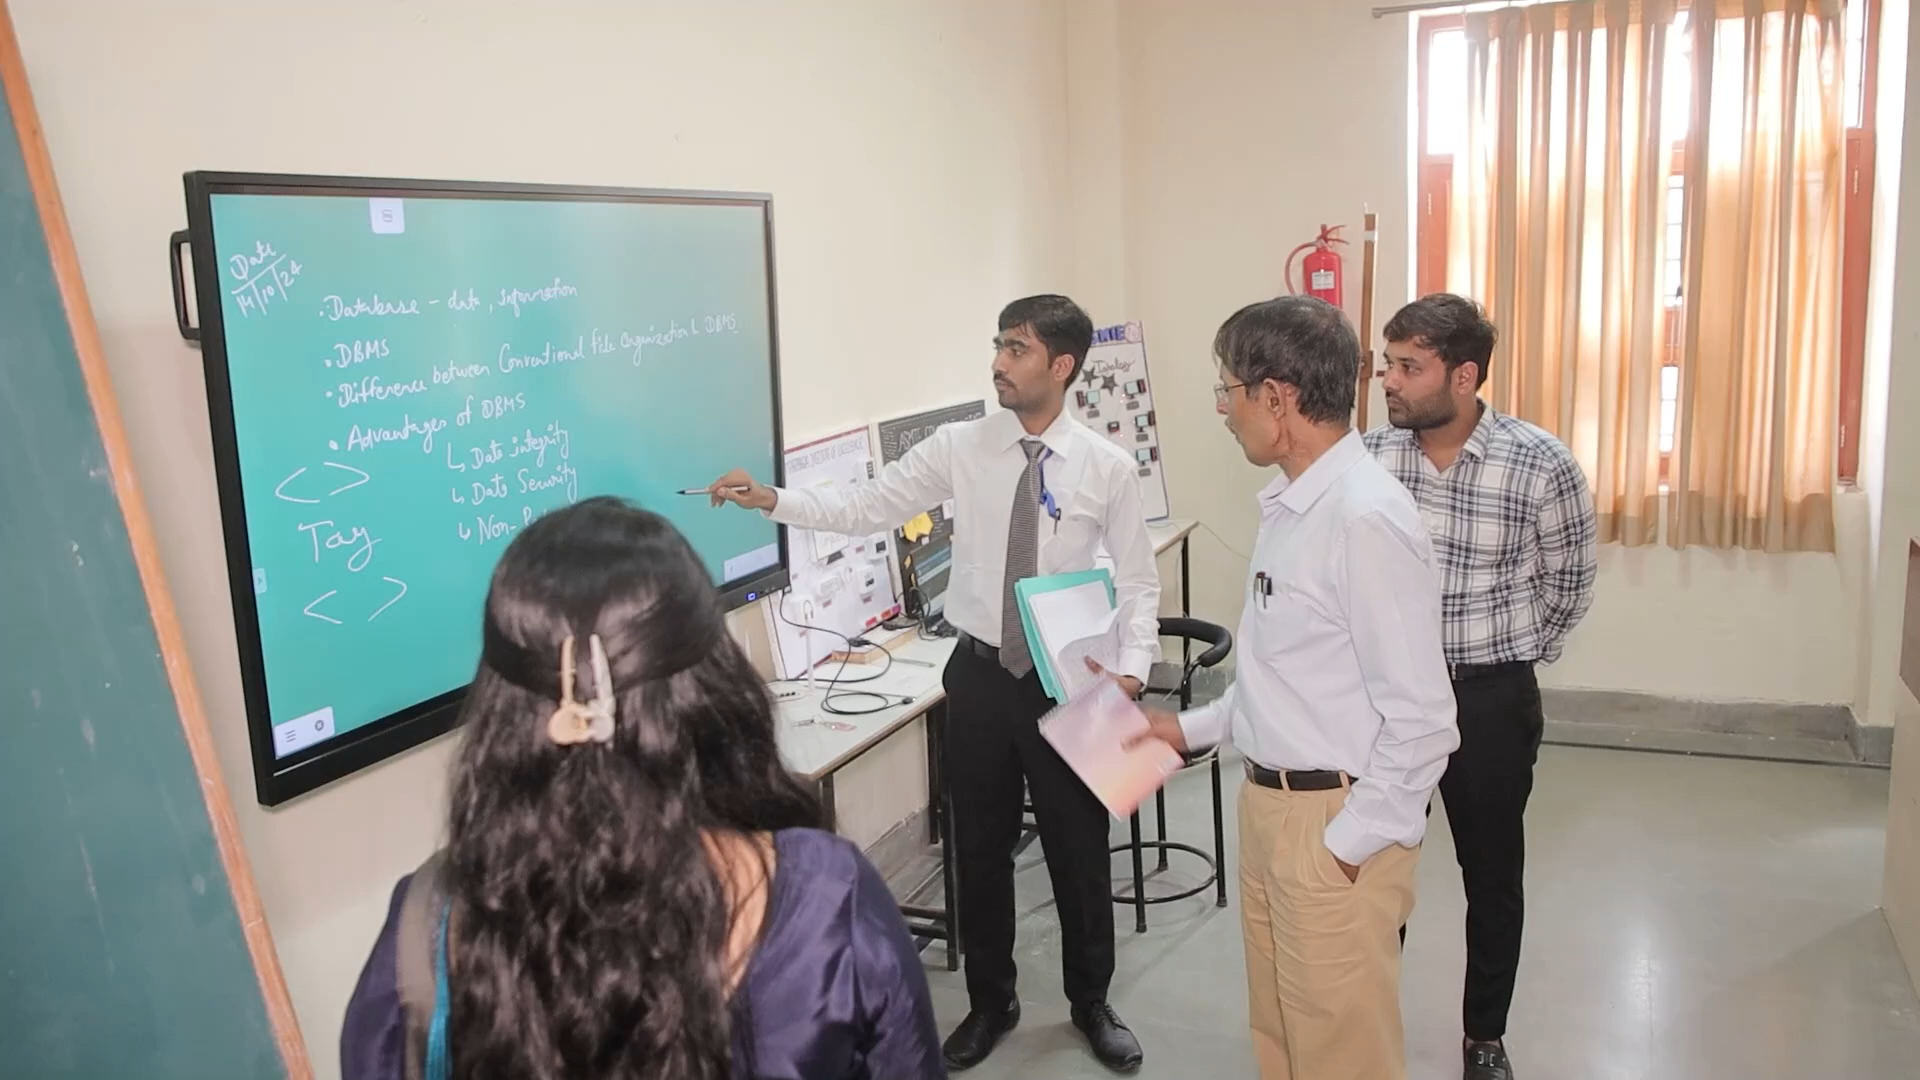 Date
14/10/24
• Database - data, information
• DBMS
• Difference between Conventional file Organization & DBMS.
• Advantages of DBMS
↳ Data integrity
↳ Data Security
↳ Non-
< >
Tag
< >